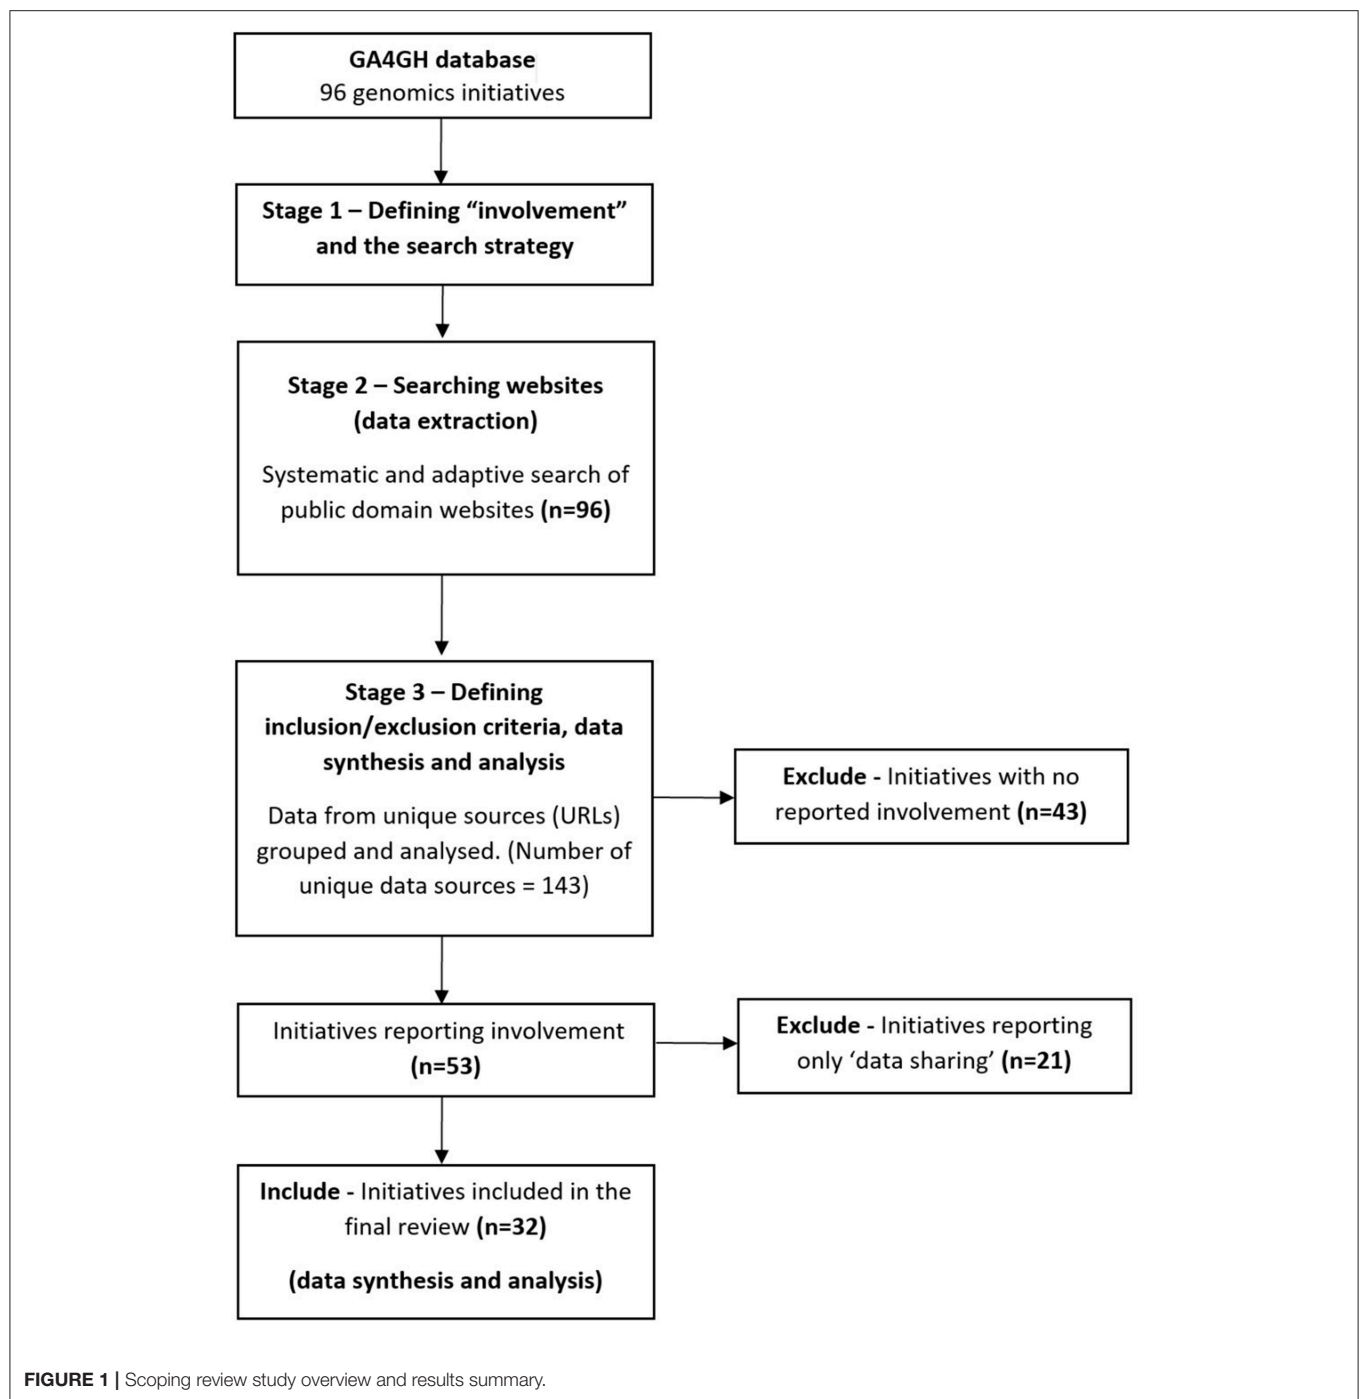 GA4GH database
96 genomics initiatives
Stage 1 – Defining “involvement”
and the search strategy
Stage 2 – Searching websites
(data extraction)
Systematic and adaptive search of
public domain websites (n=96)
Stage 3 – Defining
inclusion/exclusion criteria, data
synthesis and analysis
Data from unique sources (URLs)
grouped and analysed. (Number of
unique data sources = 143)
Exclude - Initiatives with no
reported involvement (n=43)
Initiatives reporting involvement
(n=53)
Exclude - Initiatives reporting
only ‘data sharing’ (n=21)
Include - Initiatives included in the
final review (n=32)
(data synthesis and analysis)
FIGURE 1 | Scoping review study overview and results summary.